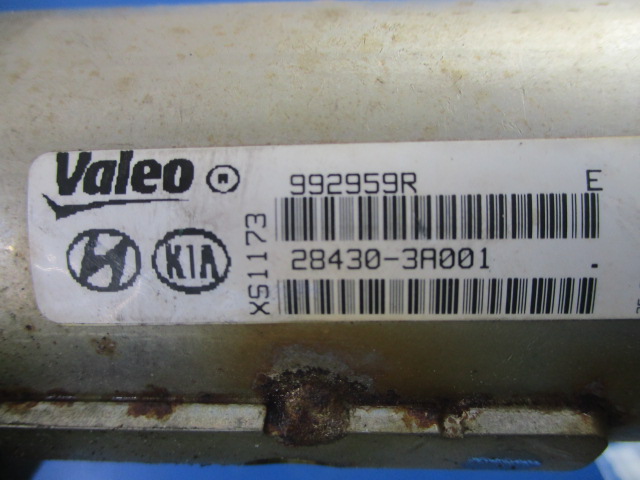 Valeo
992959R E
KIA
XS1173
28430-3A001 .